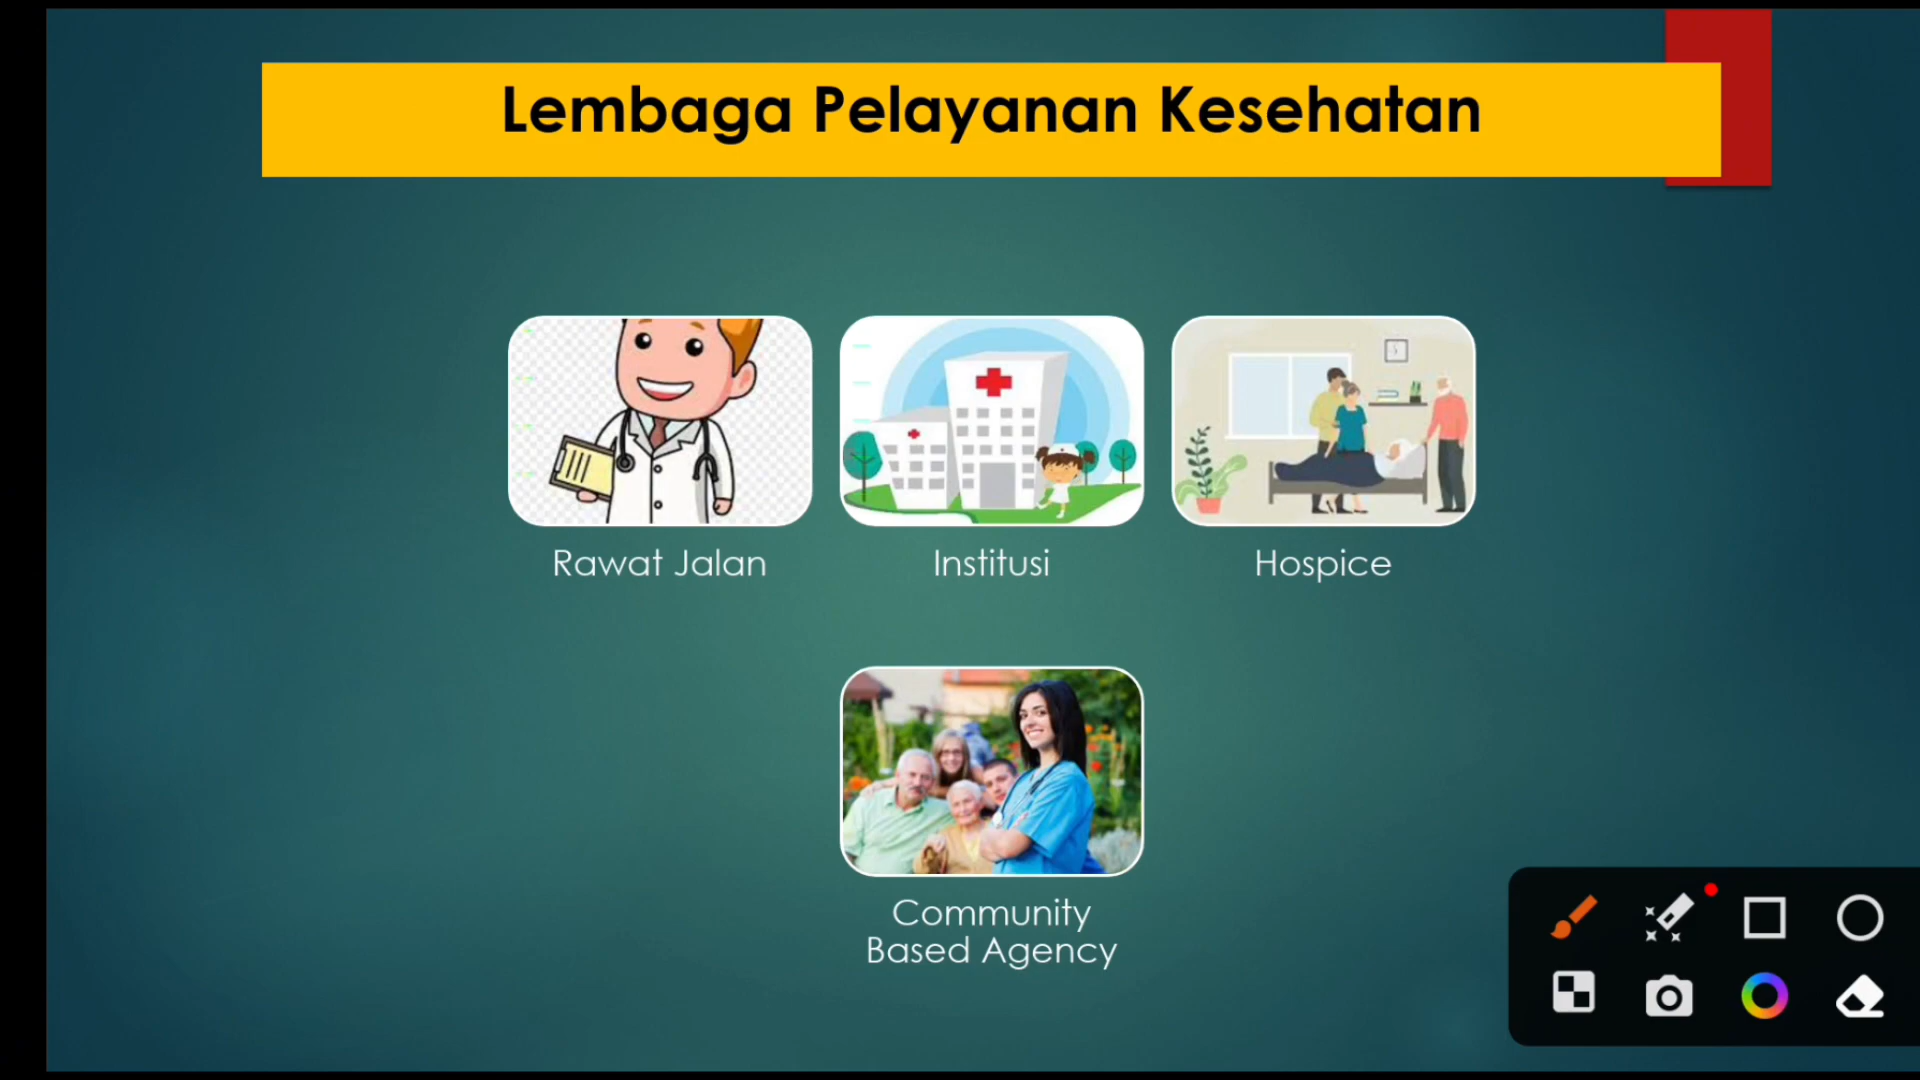 Lembaga Pelayanan Kesehatan
Rawat Jalan
Institusi
Hospice
Community
Based Agency